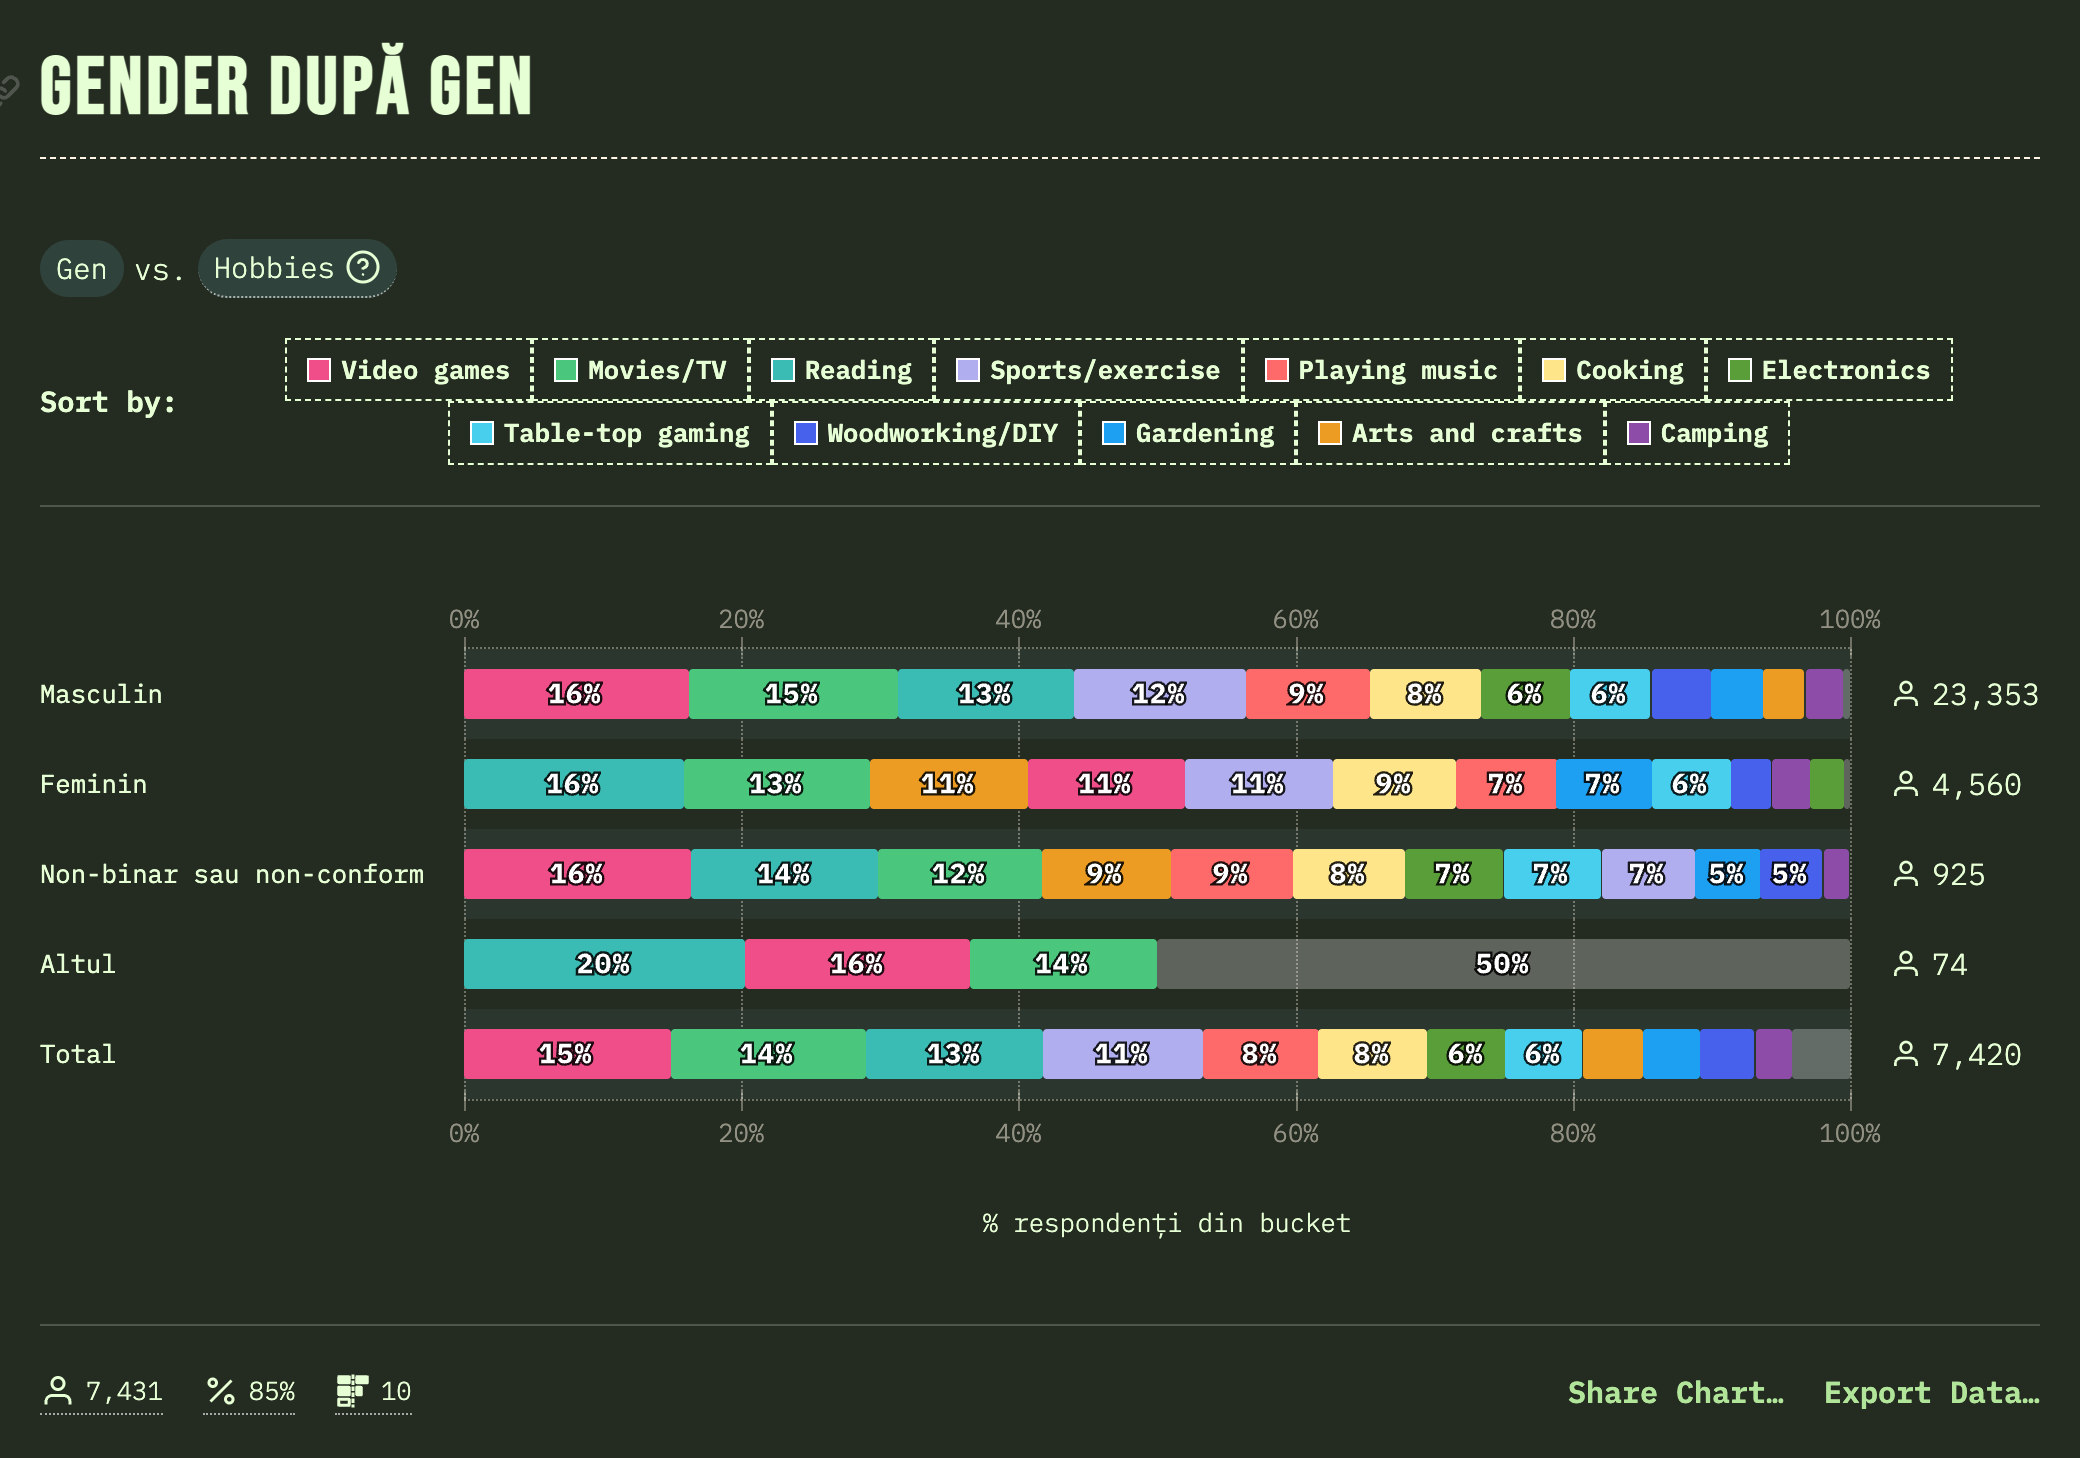 GENDER DUPĂ GEN
Gen vs. Hobbies ?
Sort by:
Video games Movies/TV Reading Sports/exercise Playing music Cooking Electronics
Table-top gaming Woodworking/DIY Gardening Arts and crafts Camping
0% 20% 40% 60% 80% 100%
Masculin 16% 15% 13% 12% 9% 8% 6% 6% 23,353
Feminin 16% 13% 11% 11% 11% 9% 7% 7% 6% 4,560
Non-binar sau non-conform 16% 14% 12% 9% 9% 8% 7% 7% 7% 5% 5% 925
Altul 20% 16% 14% 50% 74
Total 15% 14% 13% 11% 8% 8% 6% 6% 7,420
0% 20% 40% 60% 80% 100%
% respondenți din bucket
7,431 % 85% 10 Share Chart… Export Data…